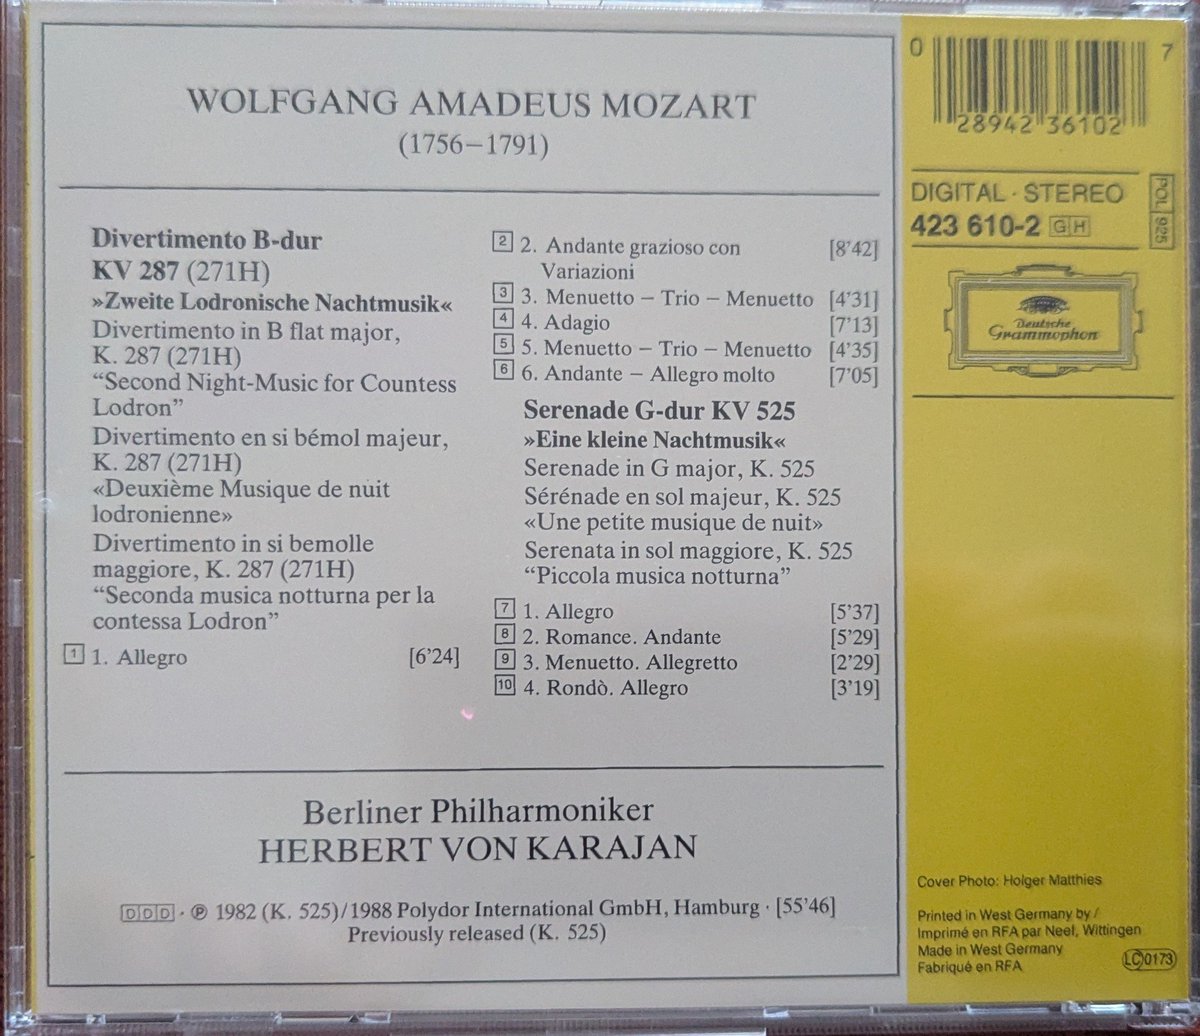 WOLFGANG AMADEUS MOZART
(1756–1791)
Divertimento B-dur
KV 287 (271H)
»Zweite Lodronische Nachtmusik«
Divertimento in B flat major,
K. 287 (271H)
“Second Night-Music for Countess
Lodron”
Divertimento en si bémol majeur,
K. 287 (271H)
«Deuxième Musique de nuit
lodronienne»
Divertimento in si bemolle
maggiore, K. 287 (271H)
“Seconda musica notturna per la
contessa Lodron”
1 1. Allegro [6’24]
2 2. Andante grazioso con [8’42]
Variazioni
3 3. Menuetto – Trio – Menuetto [4’31]
4 4. Adagio [7’13]
5 5. Menuetto – Trio – Menuetto [4’35]
6 6. Andante – Allegro molto [7’05]
Serenade G-dur KV 525
»Eine kleine Nachtmusik«
Serenade in G major, K. 525
Sérénade en sol majeur, K. 525
«Une petite musique de nuit»
Serenata in sol maggiore, K. 525
“Piccola musica notturna”
7 1. Allegro [5’37]
8 2. Romance. Andante [5’29]
9 3. Menuetto. Allegretto [2’29]
10 4. Rondò. Allegro [3’19]
Berliner Philharmoniker
HERBERT VON KARAJAN
DDD · ℗ 1982 (K. 525)/1988 Polydor International GmbH, Hamburg · [55’46]
Previously released (K. 525)
0 28942 36102 7
DIGITAL · STEREO
423 610-2 GH
POL 925
Deutsche
Grammophon
Cover Photo: Holger Matthies
Printed in West Germany by /
Imprimé en RFA par Neef, Wittingen
Made in West Germany
Fabriqué en RFA
LC 0173